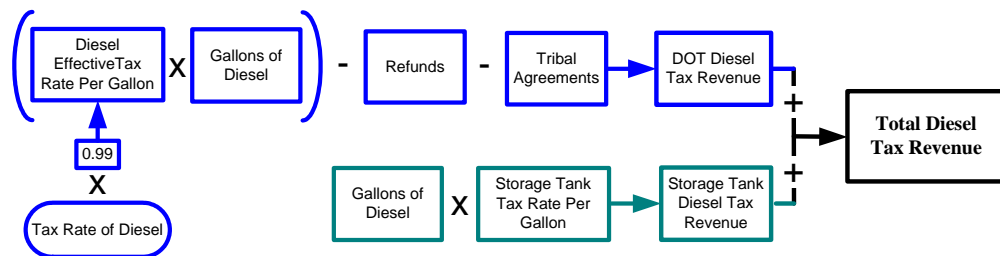 Diesel
EffectiveTax
Rate Per Gallon
X
Gallons of
Diesel
-
Refunds
-
Tribal
Agreements
DOT Diesel
Tax Revenue
+
0.99
X
Tax Rate of Diesel
Gallons of
Diesel
X
Storage Tank
Tax Rate Per
Gallon
Storage Tank
Diesel Tax
Revenue
+
Total Diesel
Tax Revenue